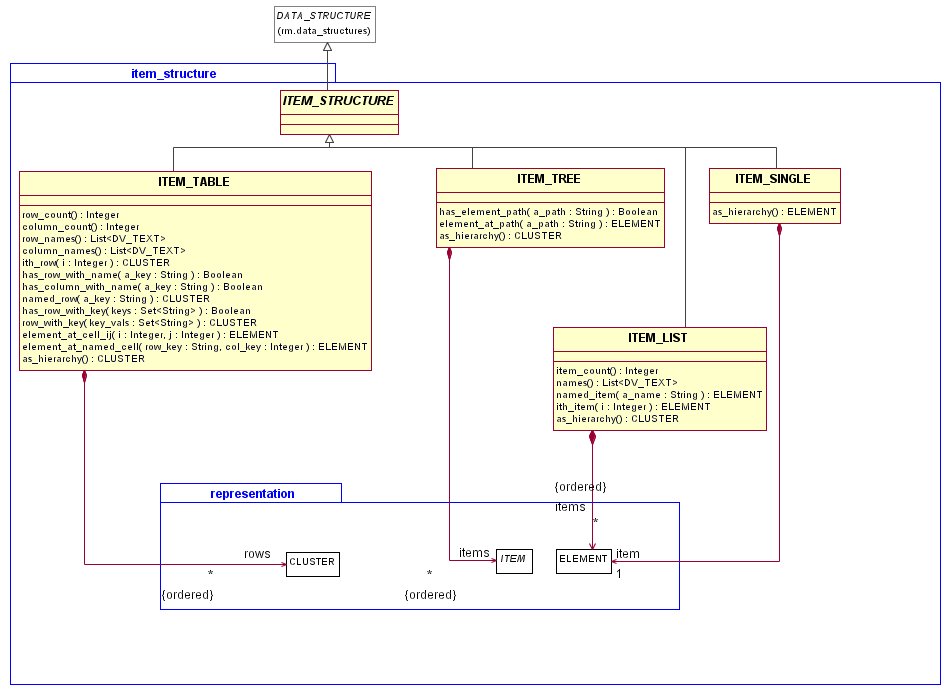 DATA_STRUCTURE
(rm.data_structures)
item_structure
ITEM_STRUCTURE
ITEM_TABLE
row_count() : Integer
column_count() : Integer
row_names() : List<DV_TEXT>
column_names() : List<DV_TEXT>
ith_row( i : Integer ) : CLUSTER
has_row_with_name( a_key : String ) : Boolean
has_column_with_name( a_key : String ) : Boolean
named_row( a_key : String ) : CLUSTER
has_row_with_key( keys : Set<String> ) : Boolean
row_with_key( key_vals : Set<String> ) : CLUSTER
element_at_cell_ij( i : Integer, j : Integer ) : ELEMENT
element_at_named_cell( row_key : String, col_key : Integer ) : ELEMENT
as_hierarchy() : CLUSTER
ITEM_TREE
has_element_path( a_path : String ) : Boolean
element_at_path( a_path : String ) : ELEMENT
as_hierarchy() : CLUSTER
ITEM_SINGLE
as_hierarchy() : ELEMENT
ITEM_LIST
item_count() : Integer
names() : List<DV_TEXT>
named_item( a_name : String ) : ELEMENT
ith_item( i : Integer ) : ELEMENT
as_hierarchy() : CLUSTER
{ordered}
items
*
representation
rows
CLUSTER
*
{ordered}
items
ITEM
*
{ordered}
ELEMENT
item
1